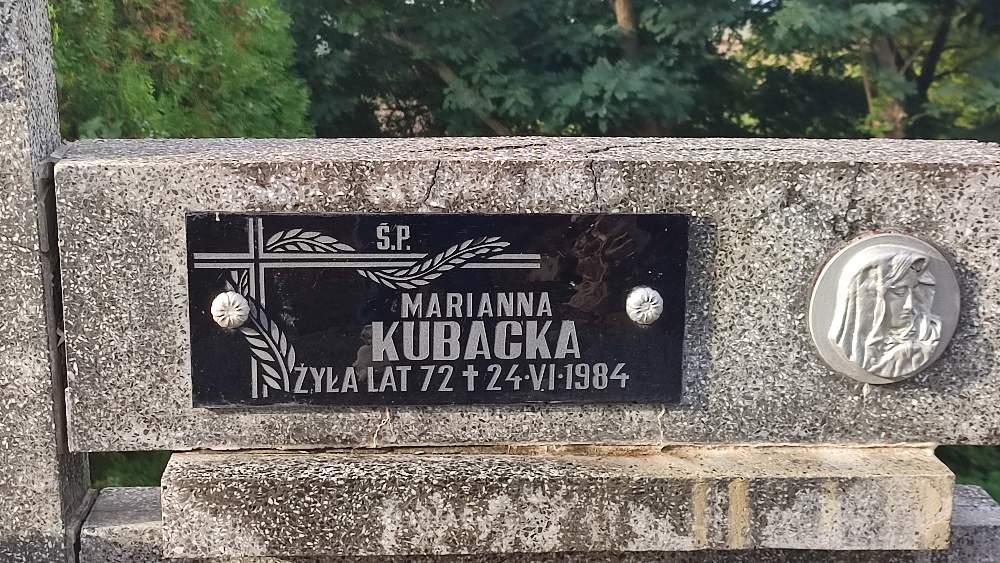 Ś.P.
MARIANNA
KUBACKA
ŻYŁA LAT 72 ✝ 24·VI·1984